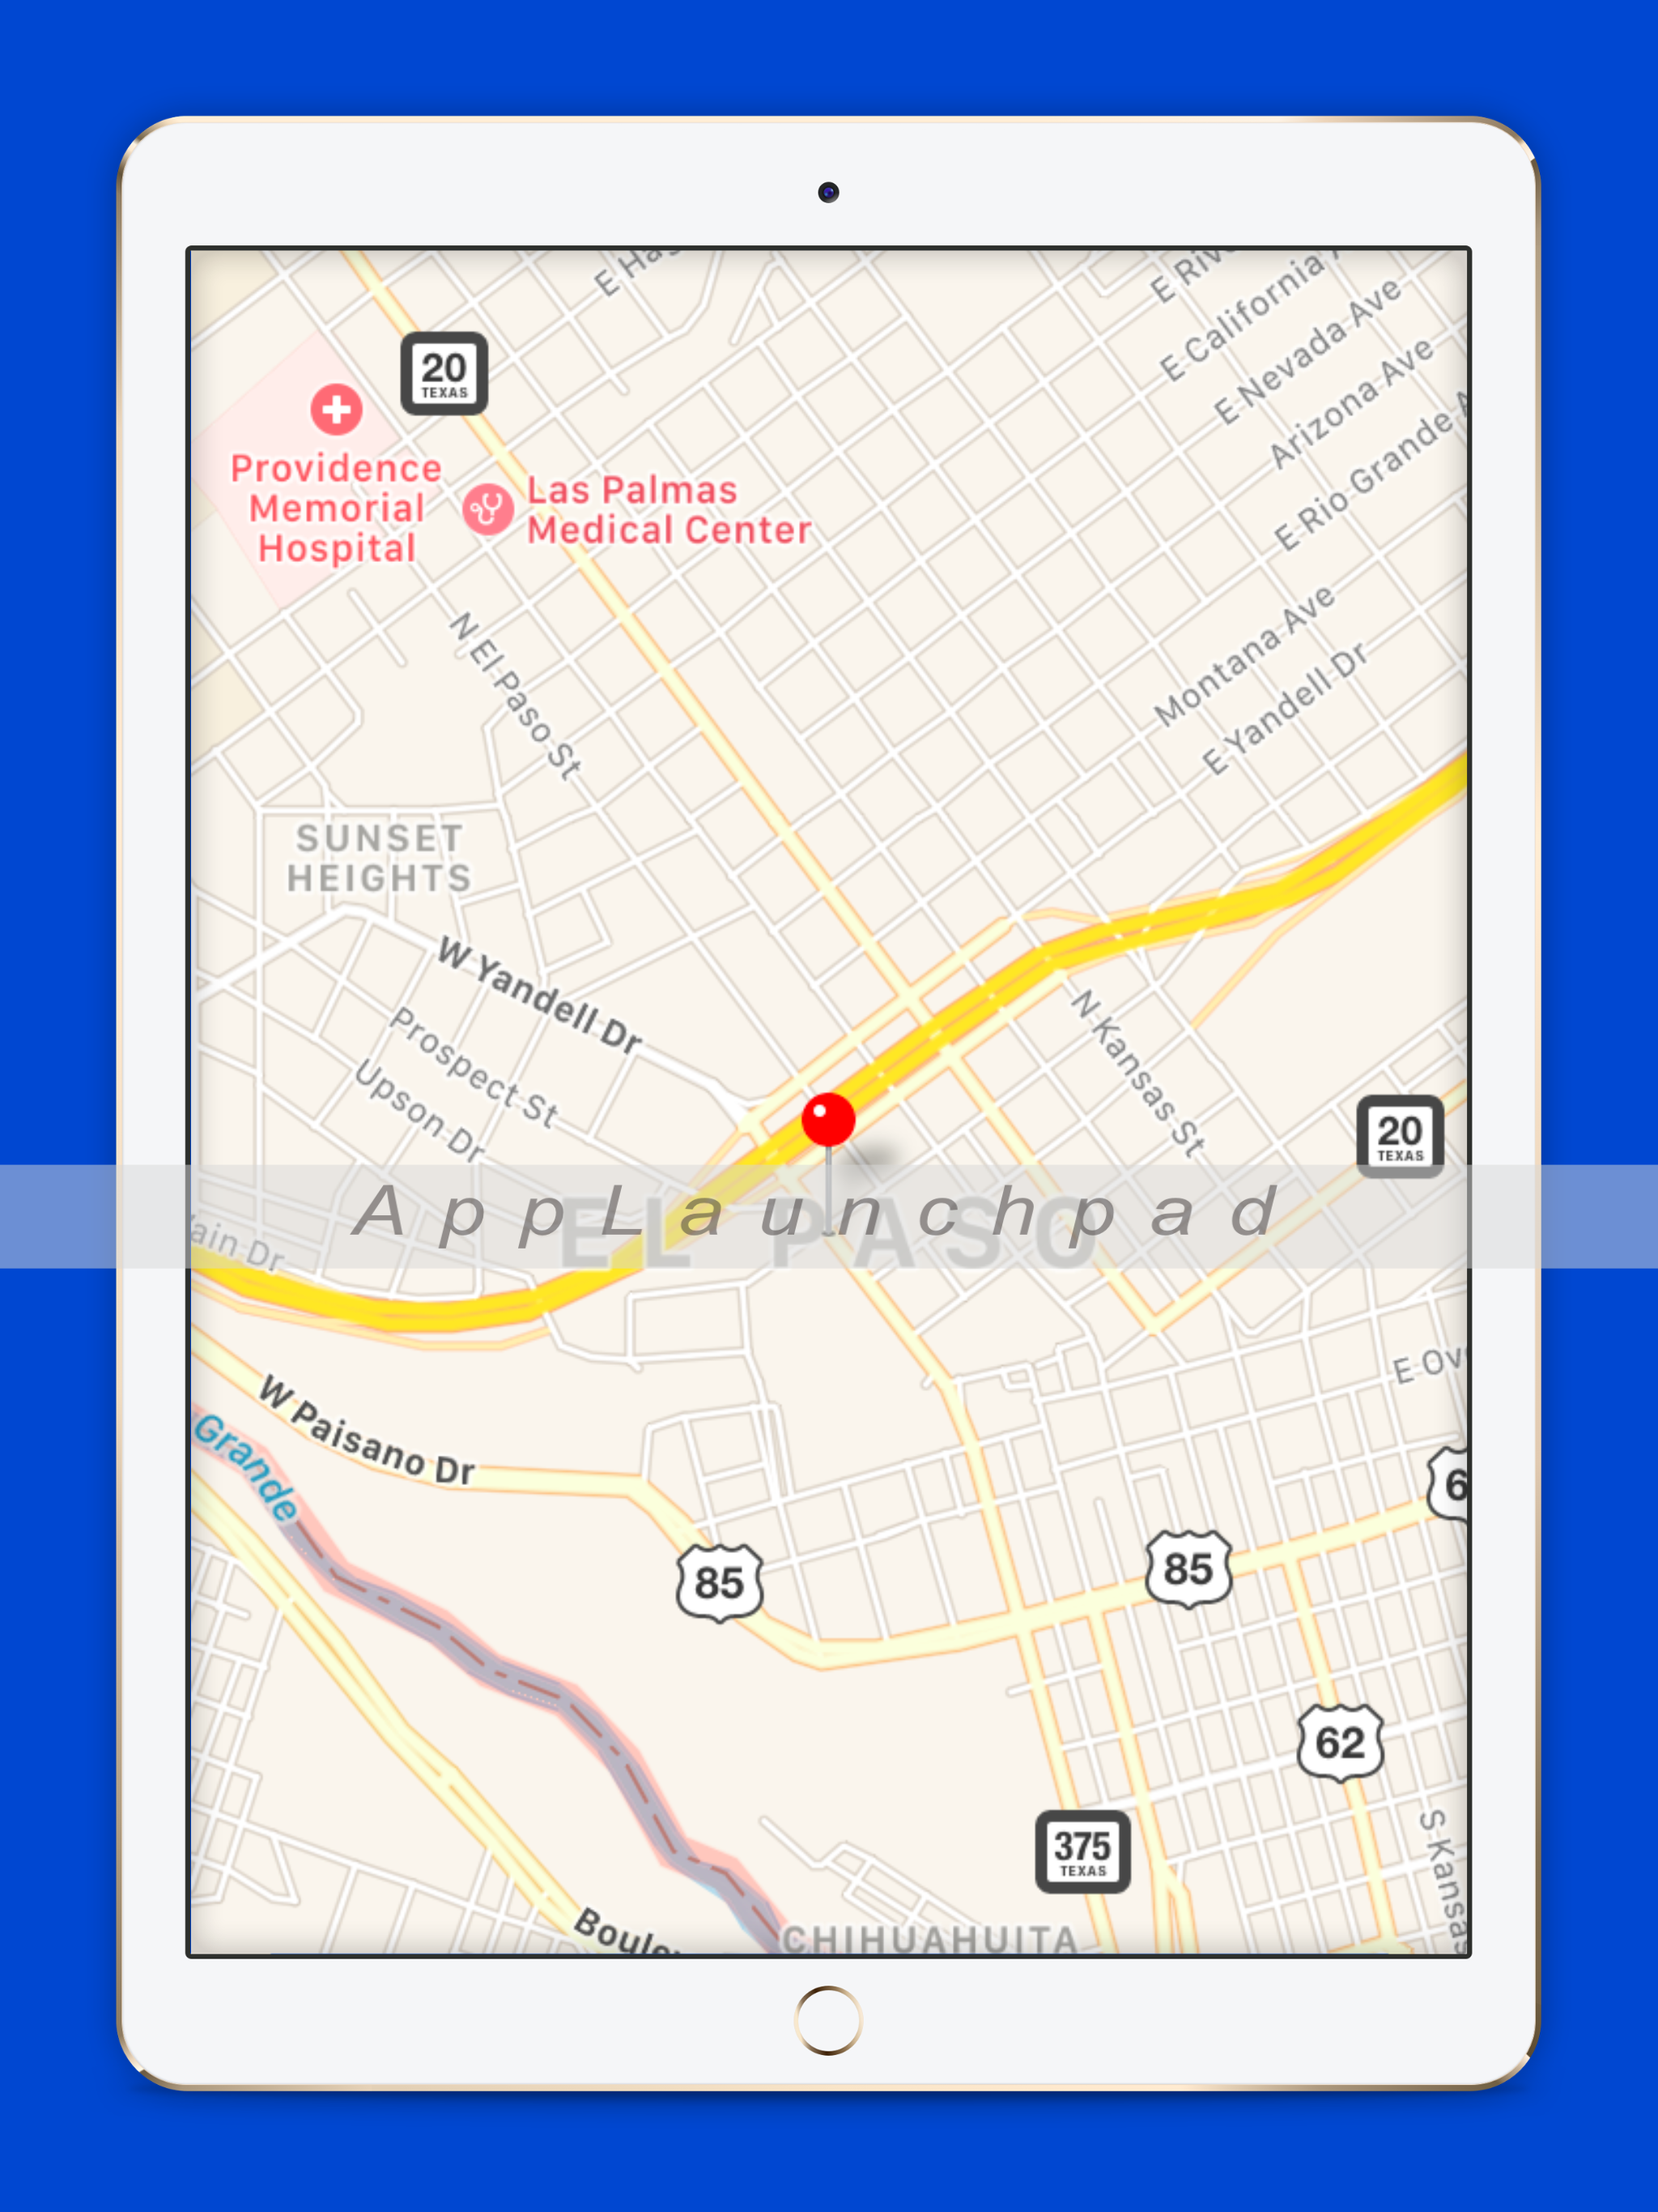 E Ha
E Riv
E California
E Nevada Ave
Arizona Ave
E Rio Grande A
20
TEXAS
Providence
Memorial
Hospital
Las Palmas
Medical Center
N El Paso St
Montana Ave
E Yandell Dr
SUNSET
HEIGHTS
W Yandell Dr
Prospect St
Upson Dr
N Kansas St
20
TEXAS
AppLaunchpad
EL PASO
ain Dr
E Ov
W Paisano Dr
Grande
6
85
85
62
375
TEXAS
S Kansas
Boule
CHIHUAHUITA